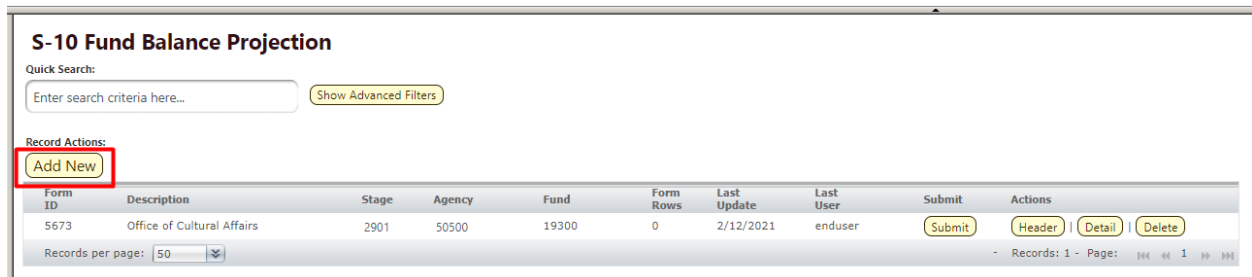 S-10 Fund Balance Projection
Quick Search:
Enter search criteria here...
Show Advanced Filters
Record Actions:
Add New
Form ID Description Stage Agency Fund Form Rows Last Update Last User Submit Actions
5673 Office of Cultural Affairs 2901 50500 19300 0 2/12/2021 enduser Submit Header | Detail | Delete
Records per page: 50 - Records: 1 - Page: 1